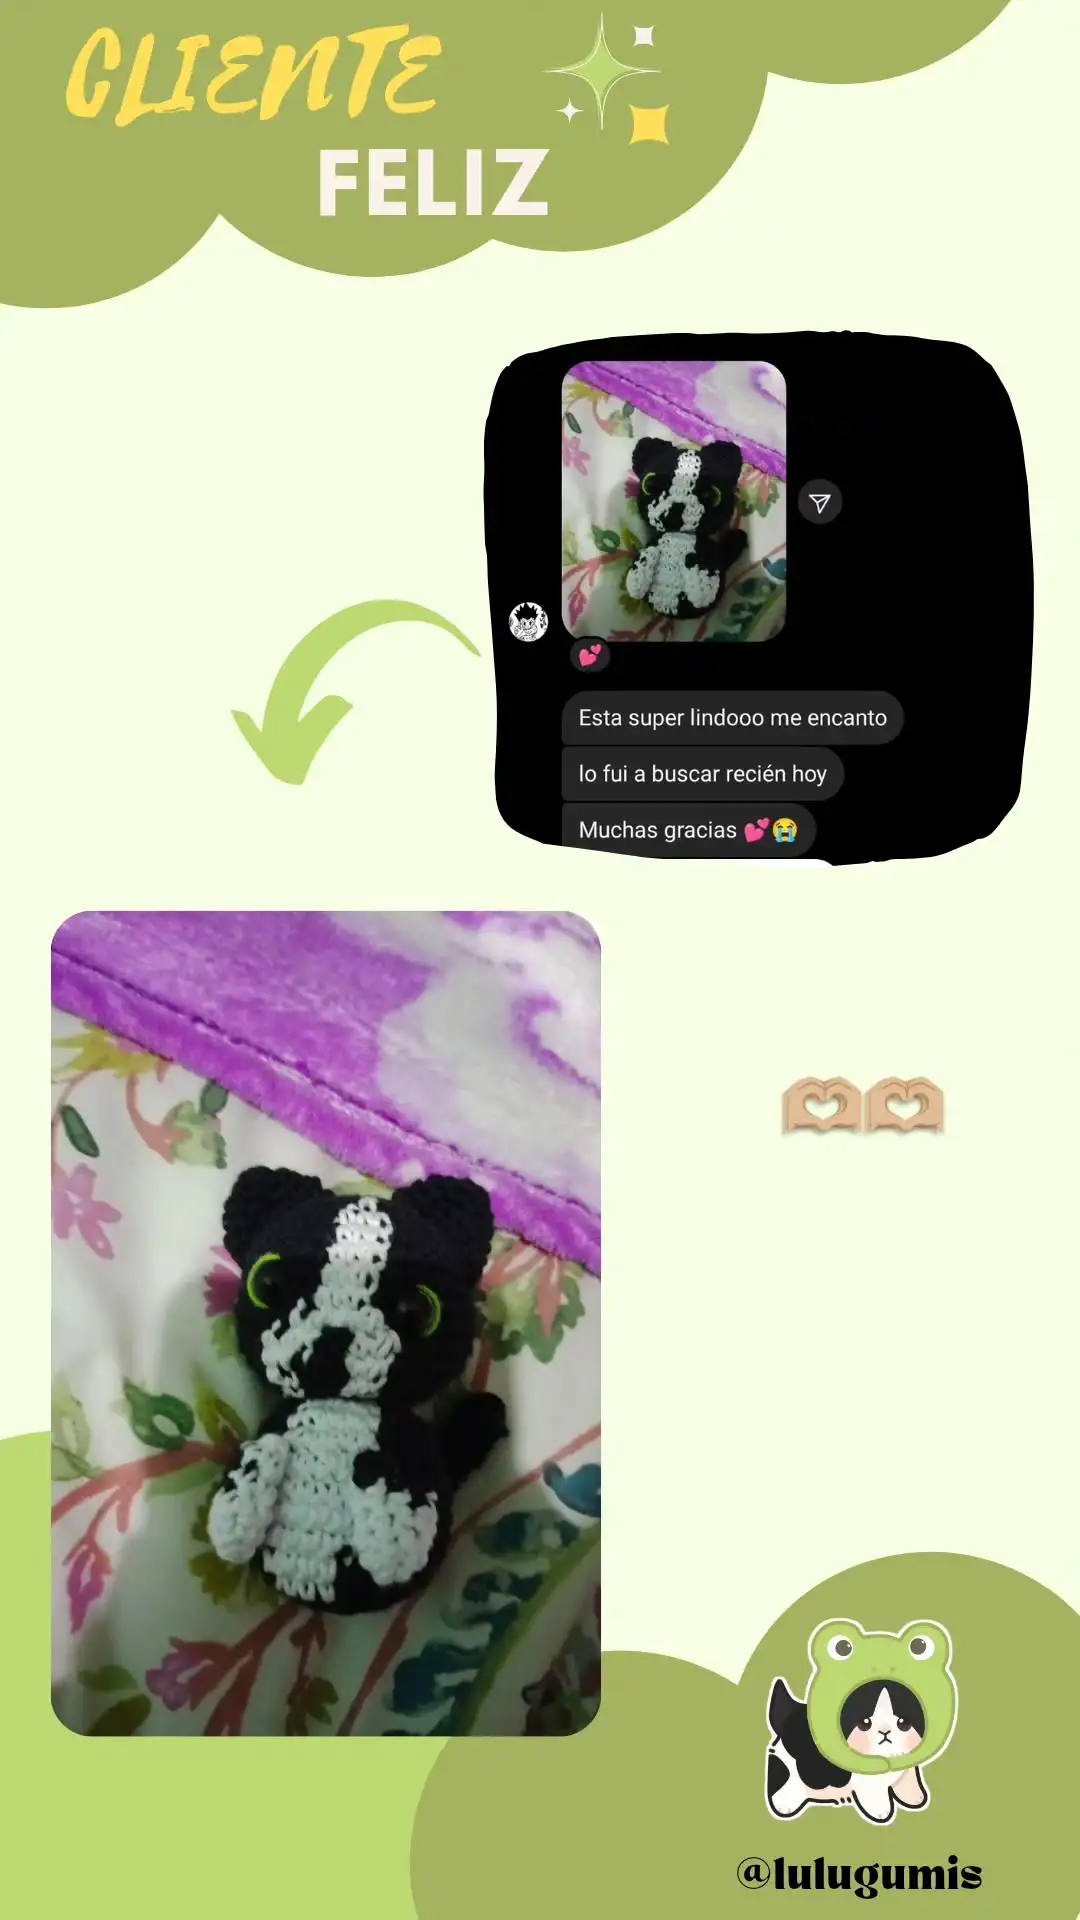 CLIENTE
FELIZ
Esta super lindooo me encanto
lo fui a buscar recién hoy
Muchas gracias 💕😭
@lulugumis